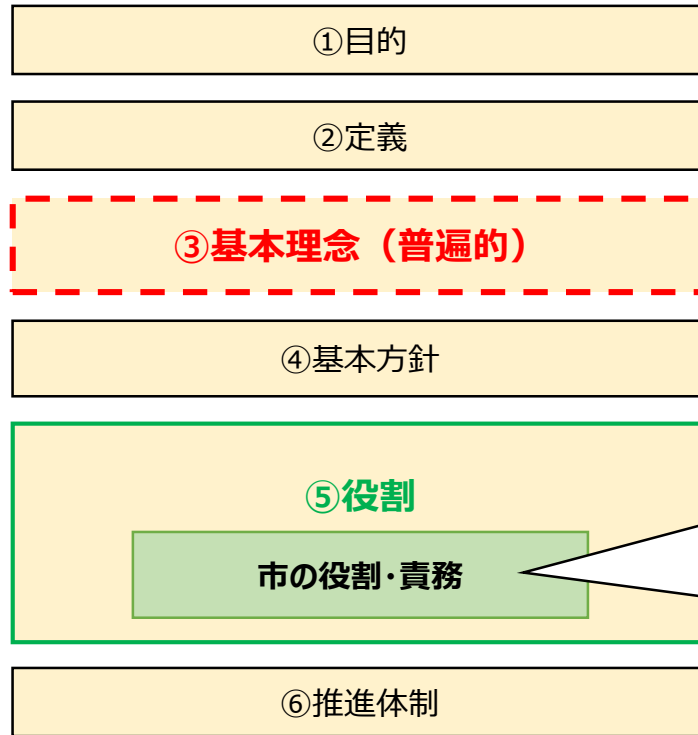 ①目的
②定義
③基本理念（普遍的）
④基本方針
⑤役割
市の役割･責務
⑥推進体制